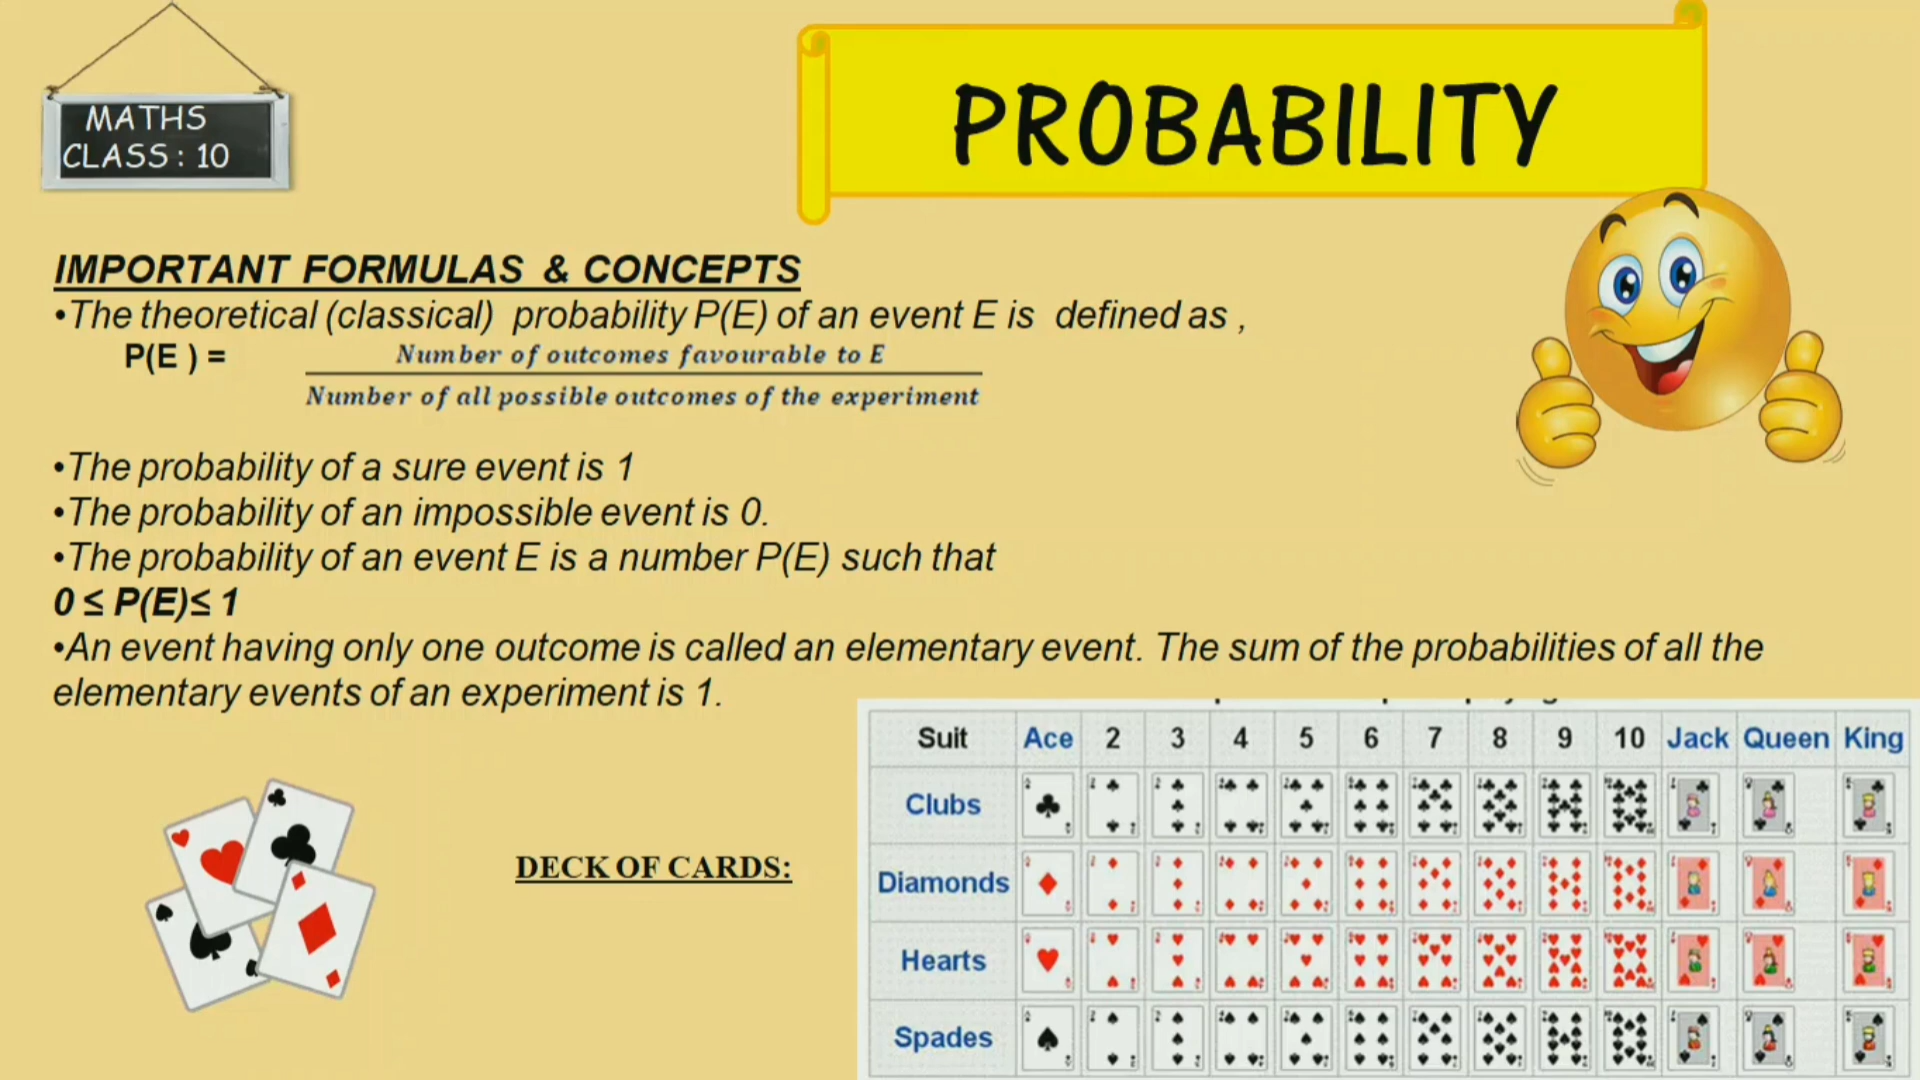 MATHS
CLASS : 10
PROBABILITY
IMPORTANT FORMULAS & CONCEPTS
•The theoretical (classical) probability P(E) of an event E is defined as ,
P(E ) =
Number of outcomes favourable to E
Number of all possible outcomes of the experiment
•The probability of a sure event is 1
•The probability of an impossible event is 0.
•The probability of an event E is a number P(E) such that
0 ≤ P(E)≤ 1
•An event having only one outcome is called an elementary event. The sum of the probabilities of all the
elementary events of an experiment is 1.
DECK OF CARDS:
Suit Ace 2 3 4 5 6 7 8 9 10 Jack Queen King
Clubs
Diamonds
Hearts
Spades